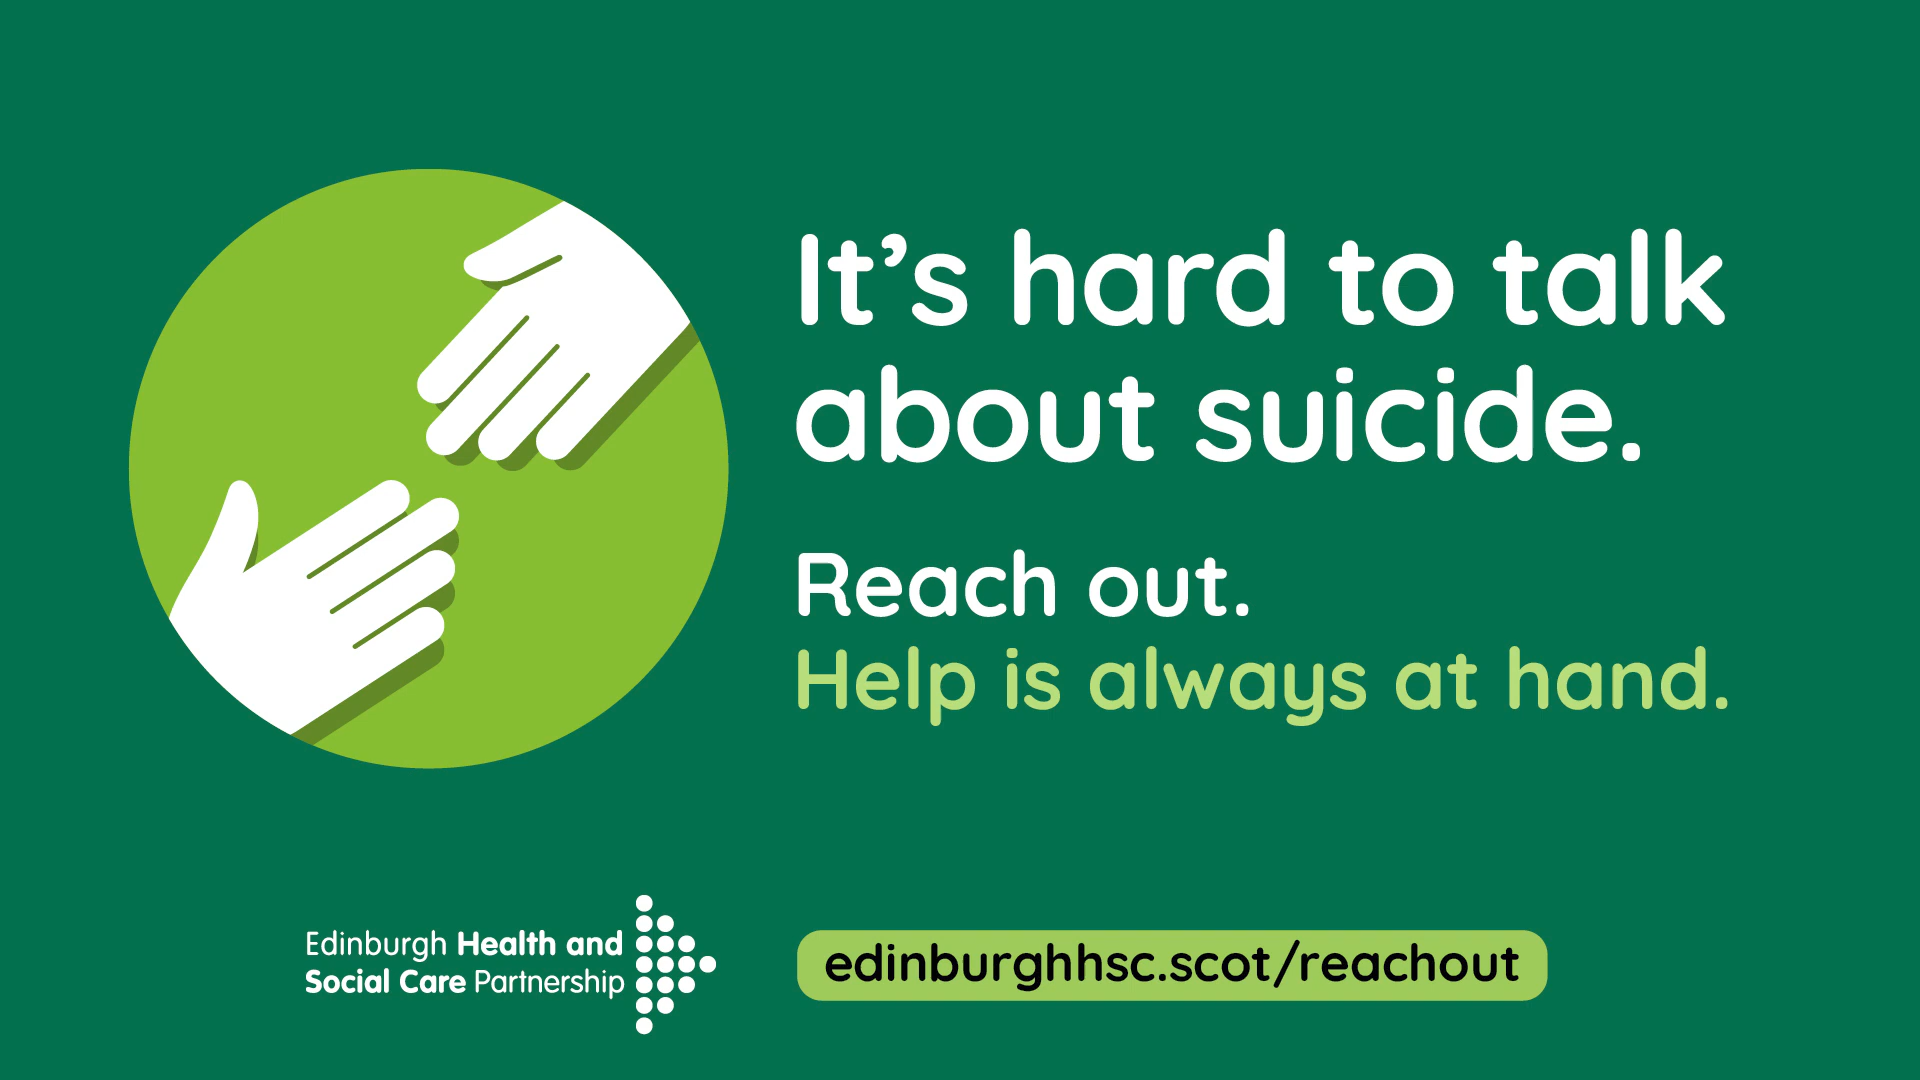 It’s hard to talk
about suicide.
Reach out.
Help is always at hand.
Edinburgh Health and
Social Care Partnership
edinburghhsc.scot/reachout